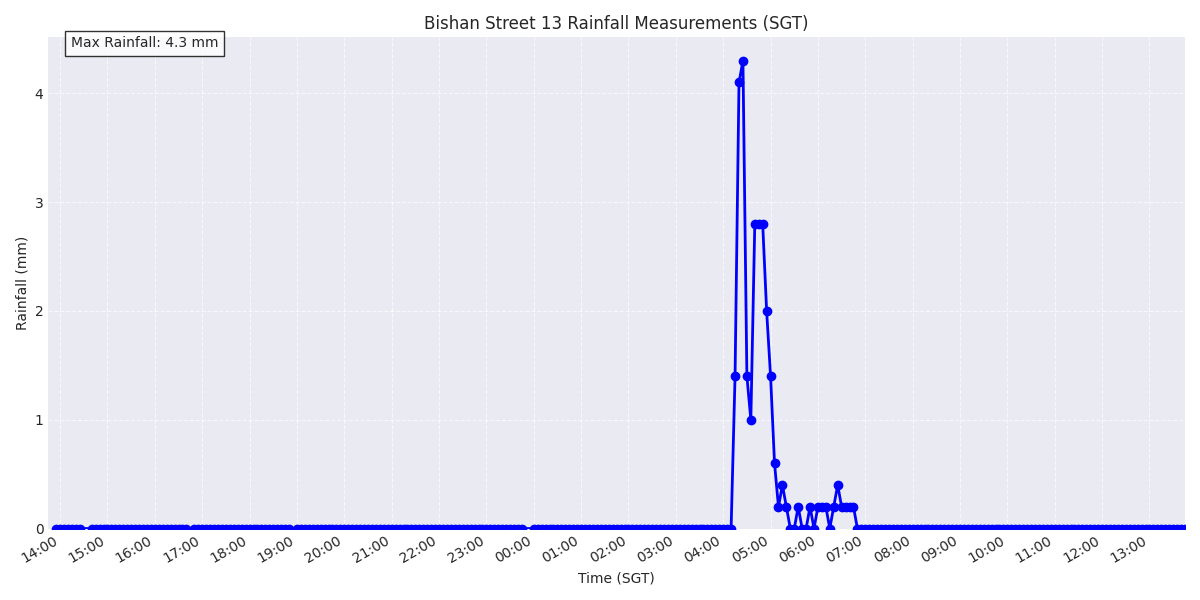 Bishan Street 13 Rainfall Measurements (SGT)
Max Rainfall: 4.3 mm
Rainfall (mm)
4
3
2
1
0
14:00 15:00 16:00 17:00 18:00 19:00 20:00 21:00 22:00 23:00 00:00 01:00 02:00 03:00 04:00 05:00 06:00 07:00 08:00 09:00 10:00 11:00 12:00 13:00
Time (SGT)